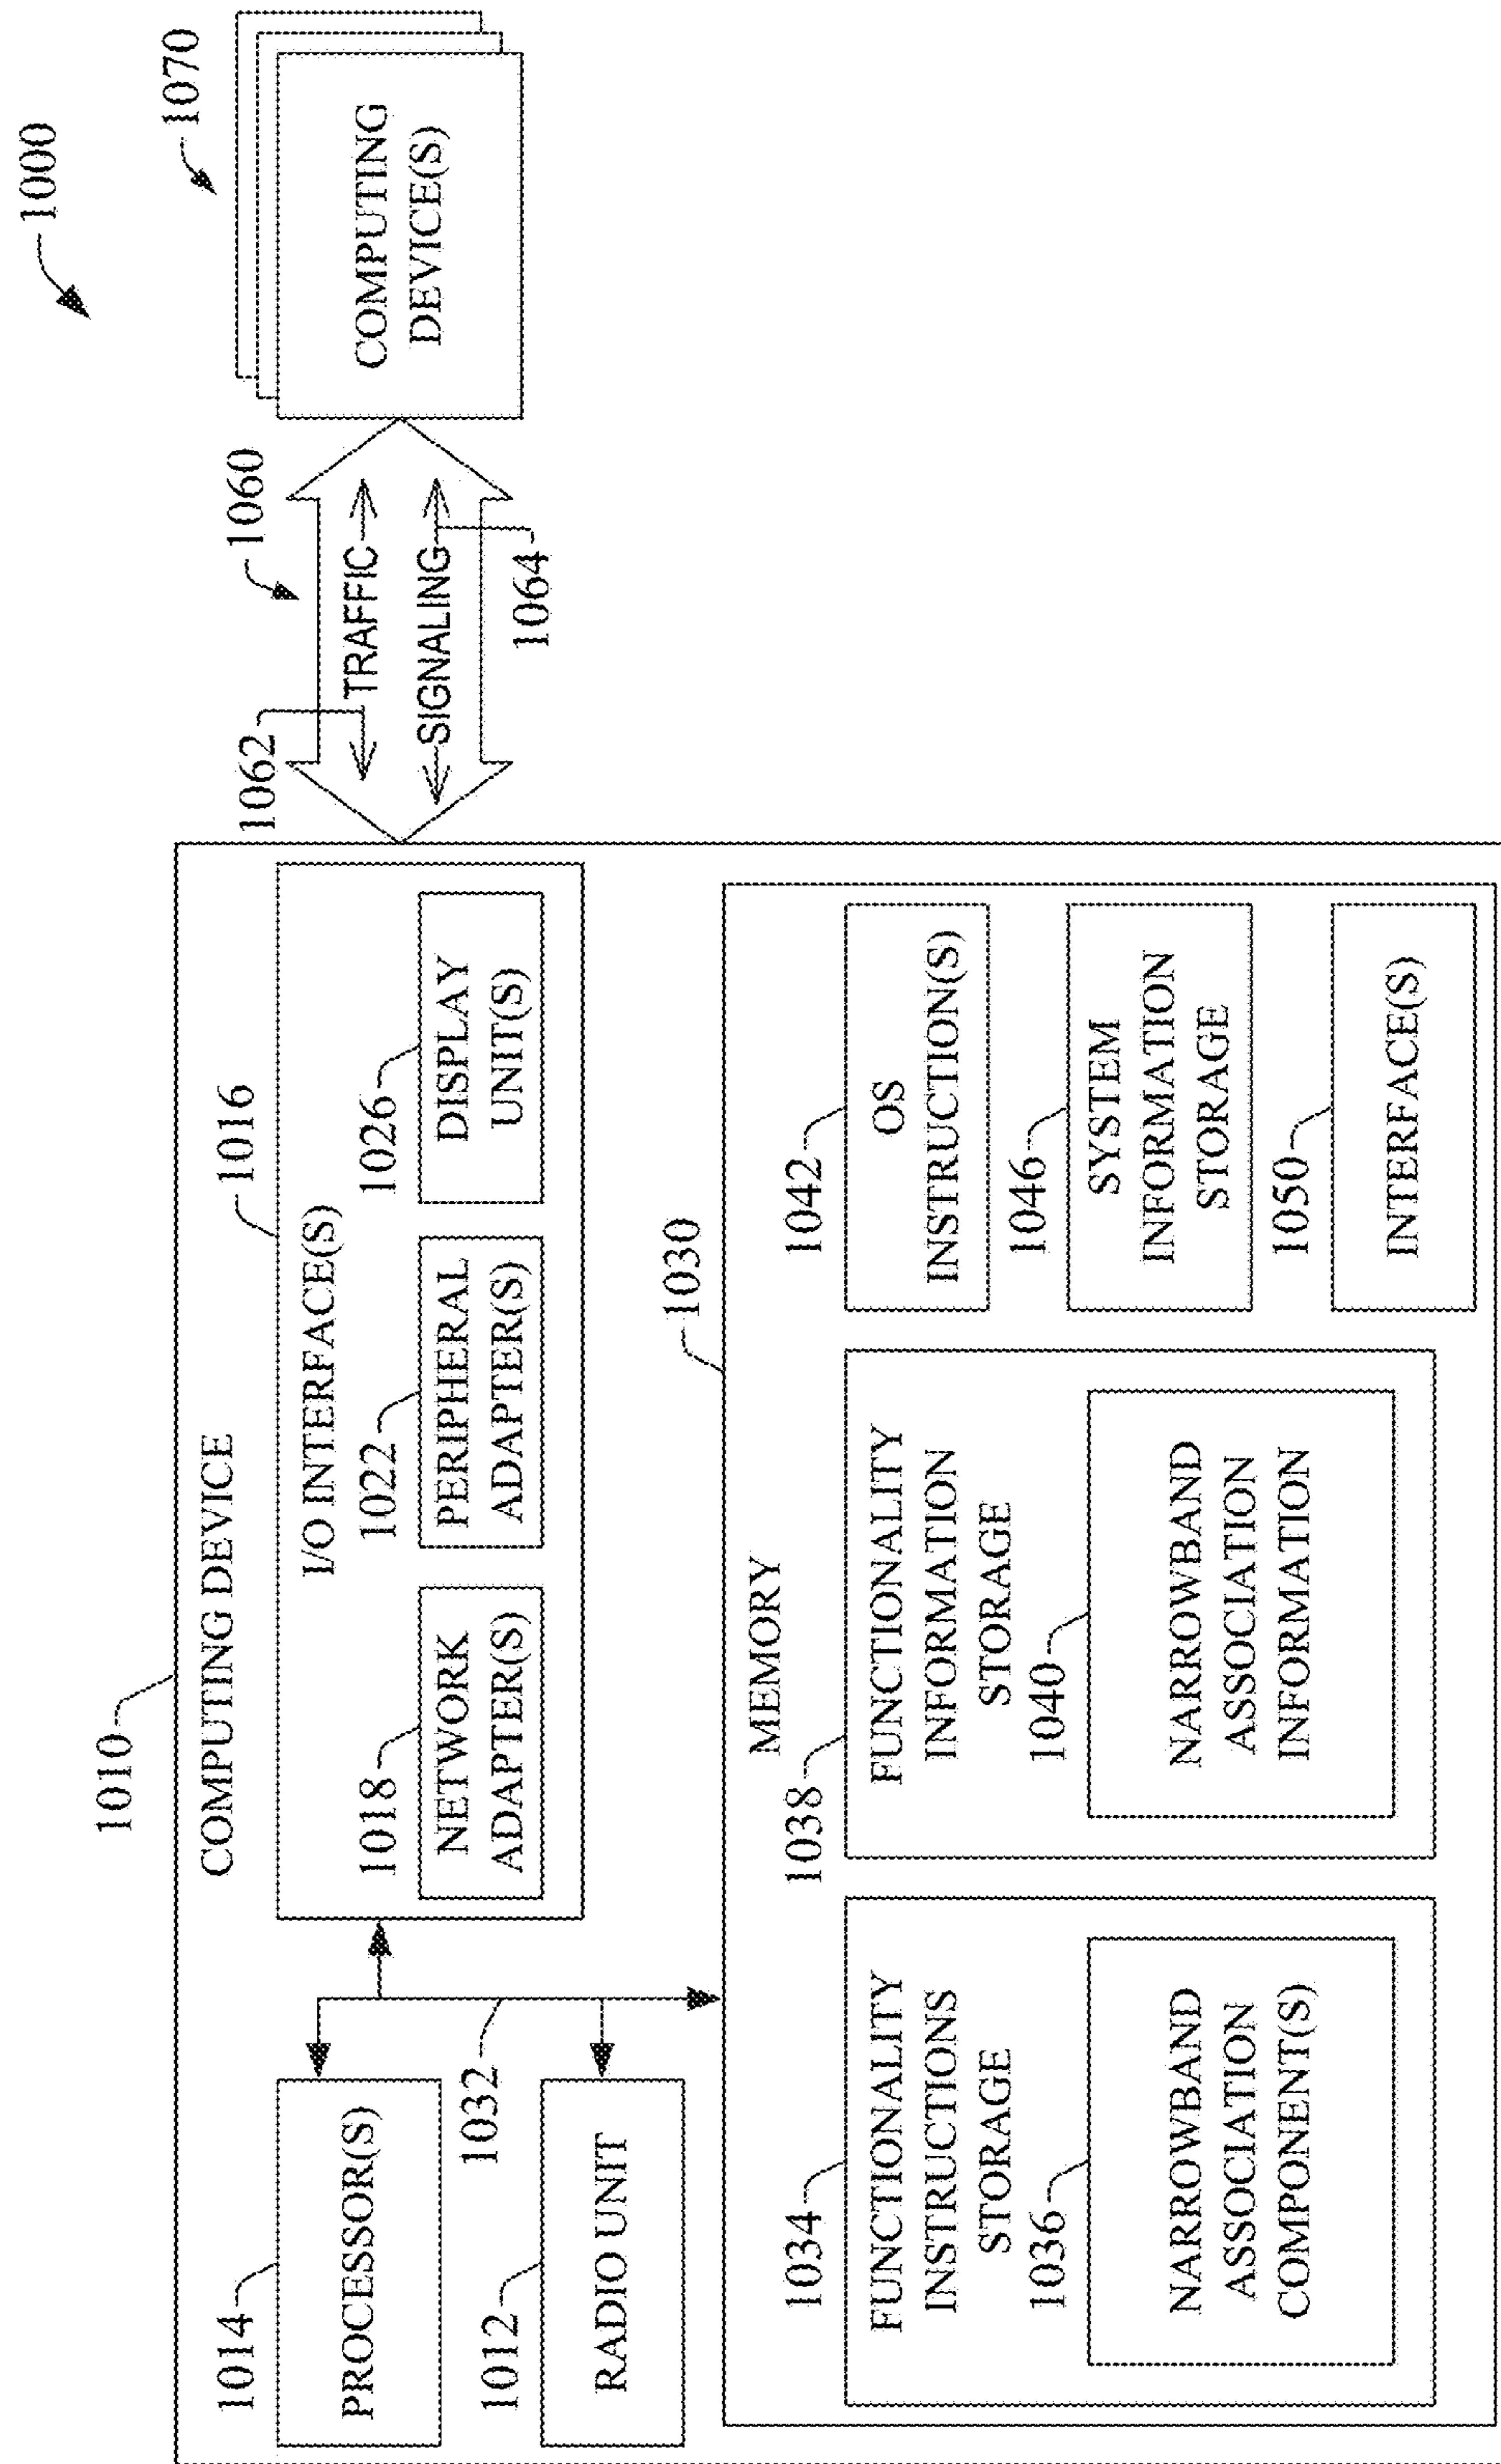 1000
1010
COMPUTING DEVICE
1014
PROCESSOR(S)
1012
RADIO UNIT
1032
1016
I/O INTERFACE(S)
1018
NETWORK
ADAPTER(S)
1022
PERIPHERAL
ADAPTER(S)
1026
DISPLAY
UNIT(S)
1030
MEMORY
1034
FUNCTIONALITY
INSTRUCTIONS
STORAGE
1036
NARROWBAND
ASSOCIATION
COMPONENT(S)
1038
FUNCTIONALITY
INFORMATION
STORAGE
1040
NARROWBAND
ASSOCIATION
INFORMATION
1042
OS
INSTRUCTION(S)
1046
SYSTEM
INFORMATION
STORAGE
1050
INTERFACE(S)
1060
1062
TRAFFIC
SIGNALING
1064
1070
COMPUTING
DEVICE(S)